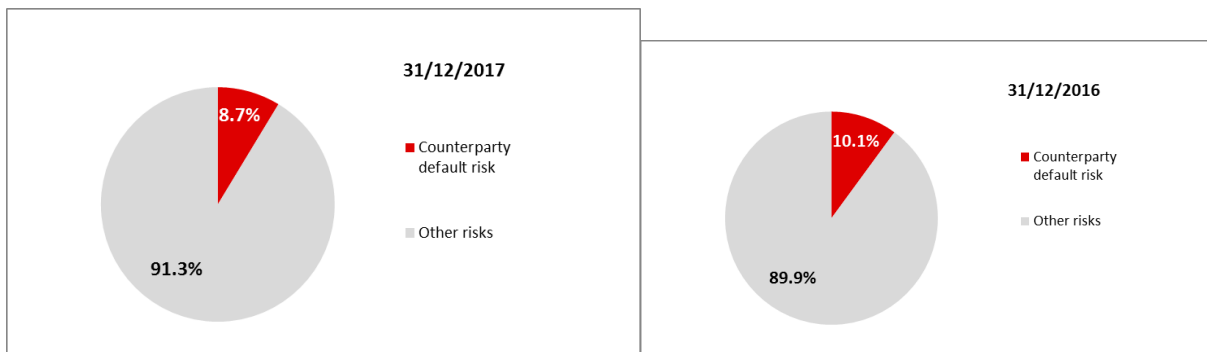 31/12/2017
8.7%
Counterparty
default risk
Other risks
91.3%
31/12/2016
10.1%
Counterparty
default risk
Other risks
89.9%